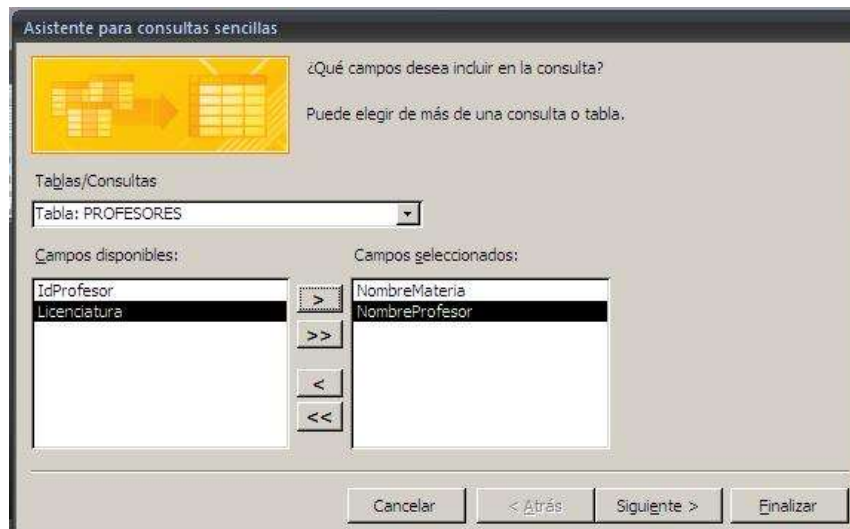 Asistente para consultas sencillas
¿Qué campos desea incluir en la consulta?
Puede elegir de más de una consulta o tabla.
Tablas/Consultas
Tabla: PROFESORES
Campos disponibles:
Campos seleccionados:
IdProfesor
Licenciatura
>
>>
<
<<
NombreMateria
NombreProfesor
Cancelar
< Atrás
Siguiente >
Finalizar